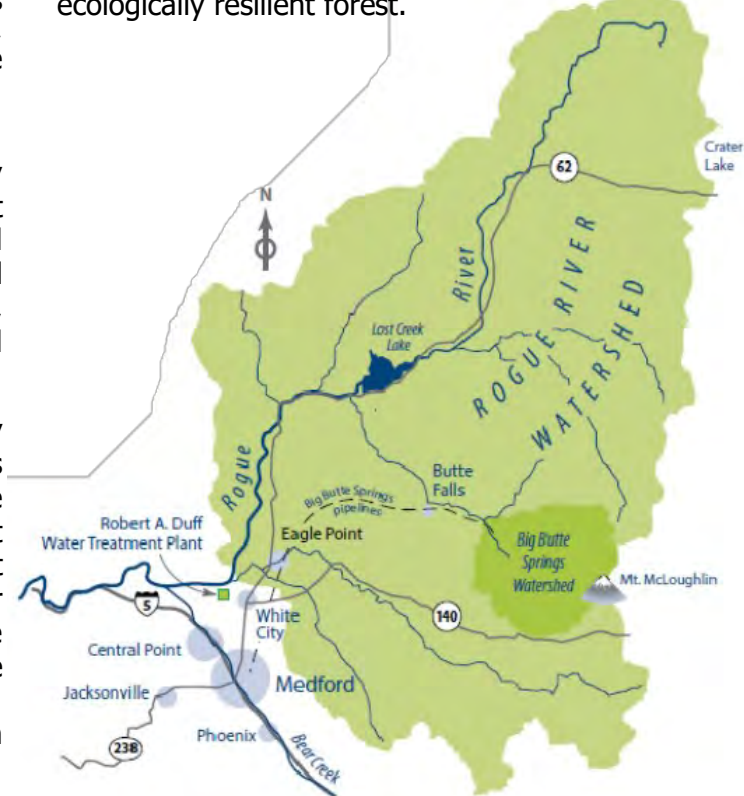 ecologically resilient forest.
Crater
Lake
62
N
River
Lost Creek
Lake
ROGUE RIVER
WATERSHED
Rogue
Butte
Falls
Big Butte Springs
pipelines
Robert A. Duff
Water Treatment Plant
Eagle Point
Big Butte
Springs
Watershed
Mt. McLoughlin
5
White
City
140
Central Point
Jacksonville
Medford
238
Phoenix
Bear Creek